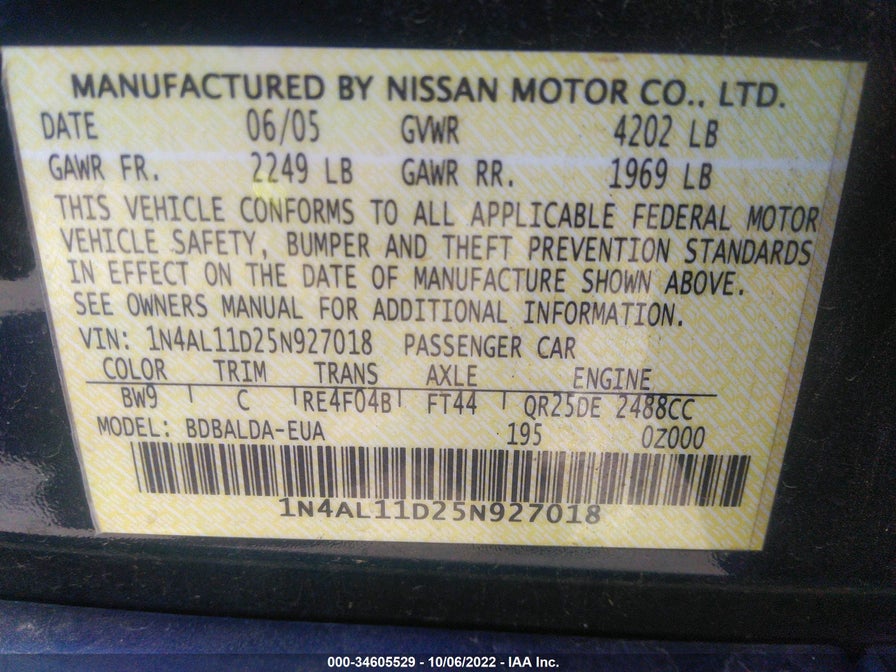 MANUFACTURED BY NISSAN MOTOR CO., LTD.
DATE 06/05 GVWR 4202 LB
GAWR FR. 2249 LB GAWR RR. 1969 LB
THIS VEHICLE CONFORMS TO ALL APPLICABLE FEDERAL MOTOR
VEHICLE SAFETY, BUMPER AND THEFT PREVENTION STANDARDS
IN EFFECT ON THE DATE OF MANUFACTURE SHOWN ABOVE.
SEE OWNERS MANUAL FOR ADDITIONAL INFORMATION.
VIN: 1N4AL11D25N927018 PASSENGER CAR
COLOR TRIM TRANS AXLE ENGINE
BW9 C RE4F04B FT44 QR25DE 2488CC
MODEL: BDBALDA-EUA 195 0Z000
1N4AL11D25N927018
000-34605529 - 10/06/2022 - IAA Inc.